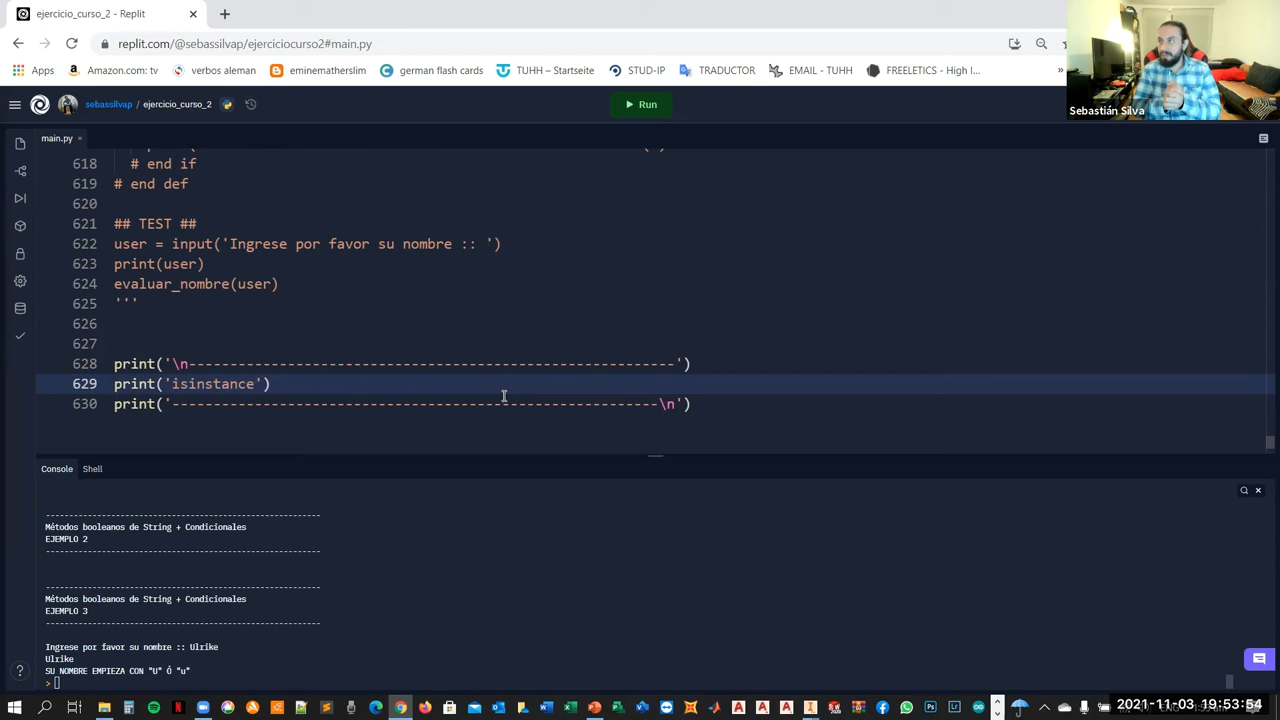 ejercicio_curso_2 - Replit
replit.com/@sebassilvap/ejerciciocurso2#main.py
Apps
Amazon.com: tv
verbos aleman
eminematherslim
german flash card
TUHH – Startseite
STUD-IP
TRADUCTOR
EMAIL - TUHH
FREELETICS - High I...
»
Sebastián Silva
sebassilvap / ejercicio_curso_2
Run
main.py
618 # end if
619 # end def
620
621 ## TEST ##
622 user = input('Ingrese por favor su nombre :: ')
623 print(user)
624 evaluar_nombre(user)
625 '''
626
627
628 print('\n-----------------------------------------------------------')
629 print('isinstance')
630 print('-----------------------------------------------------------\n')
Console
Shell
---------------------------------------------------------
Métodos booleanos de String + Condicionales
EJEMPLO 2
---------------------------------------------------------
---------------------------------------------------------
Métodos booleanos de String + Condicionales
EJEMPLO 3
---------------------------------------------------------
Ingrese por favor su nombre :: Ulrike
Ulrike
SU NOMBRE EMPIEZA CON "U" Ó "u"
>
2021-11-03 19:53:54